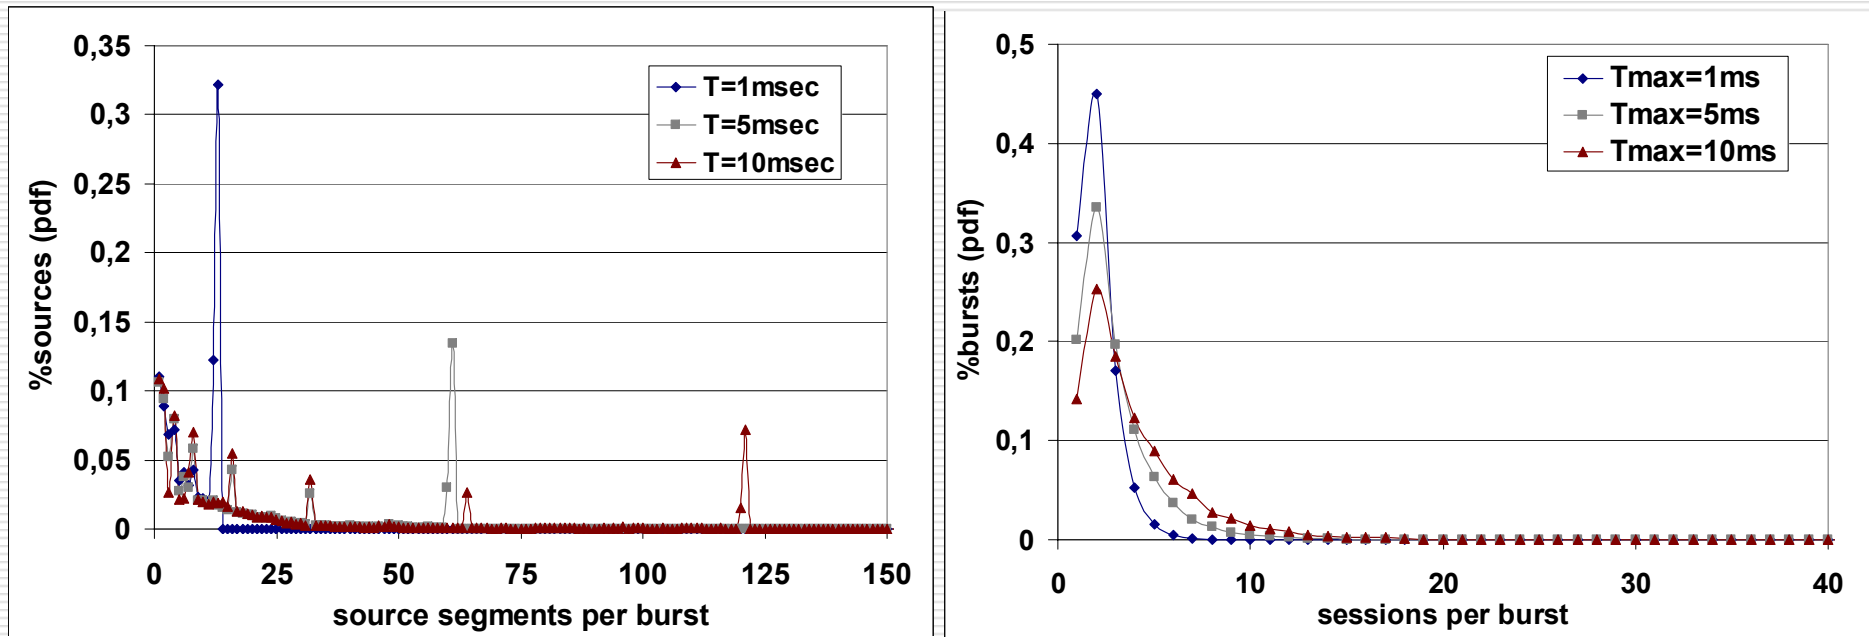 0,35
0,3
0,25
0,2
0,15
0,1
0,05
0
%sources (pdf)
T=1msec
T=5msec
T=10msec
0 25 50 75 100 125 150
source segments per burst
0,5
0,4
0,3
0,2
0,1
0
%bursts (pdf)
Tmax=1ms
Tmax=5ms
Tmax=10ms
0 10 20 30 40
sessions per burst